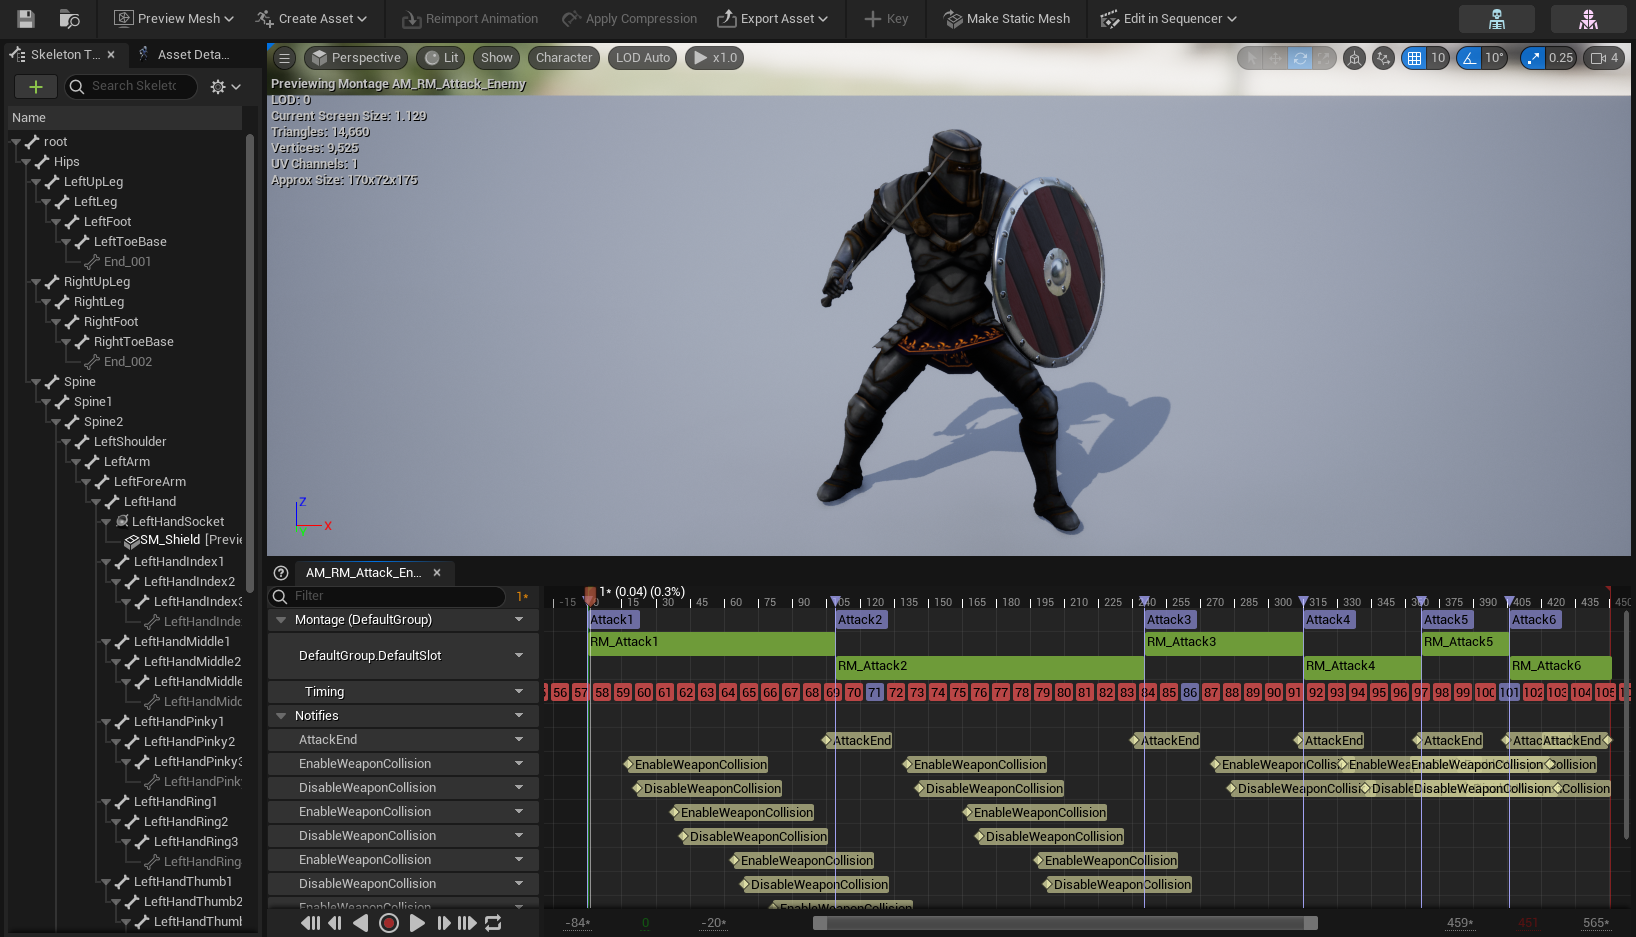 Preview Mesh
Create Asset
Reimport Animation
Apply Compression
Export Asset
Key
Make Static Mesh
Edit in Sequencer
Skeleton T...
Asset Deta...
Search Skelet
Name
root
Hips
LeftUpLeg
LeftLeg
LeftFoot
LeftToeBase
End_001
RightUpLeg
RightLeg
RightFoot
RightToeBase
End_002
Spine
Spine1
Spine2
LeftShoulder
LeftArm
LeftForeArm
LeftHand
LeftHandSocket
SM_Shield [Previe
LeftHandIndex1
LeftHandIndex2
LeftHandIndex3
LeftHandIndex
LeftHandMiddle1
LeftHandMiddle2
LeftHandMiddle
LeftHandMidd
LeftHandPinky1
LeftHandPinky2
LeftHandPinky3
LeftHandPink
LeftHandRing1
LeftHandRing2
LeftHandRing3
LeftHandRing
LeftHandThumb1
LeftHandThumb2
LeftHandThumb
Perspective Lit Show Character LOD Auto x1.0
10 10° 0.25 4
Previewing Montage AM_RM_Attack_Enemy
LOD: 0
Current Screen Size: 1.129
Triangles: 14,660
Vertices: 9,525
UV Channels: 1
Approx Size: 170x72x175
Z
X
AM_RM_Attack_En...
Filter
1*
1* (0.04) (0.3%)
-15 0 15 30 45 60 75 90 105 120 135 150 165 180 195 210 225 240 255 270 285 300 315 330 345 360 375 390 405 420 435 450
Montage (DefaultGroup)
Attack1 Attack2 Attack3 Attack4 Attack5 Attack6
DefaultGroup.DefaultSlot
RM_Attack1 RM_Attack3 RM_Attack5
RM_Attack2 RM_Attack4 RM_Attack6
Timing
56 57 58 59 60 61 62 63 64 65 66 67 68 69 70 71 72 73 74 75 76 77 78 79 80 81 82 83 84 85 86 87 88 89 90 91 92 93 94 95 96 97 98 99 100 101 102 103 104 105
Notifies
AttackEnd
AttackEnd AttackEnd AttackEnd AttackEnd Attac AttackEnd
EnableWeaponCollision
EnableWeaponCollision EnableWeaponCollision EnableWeaponCollisi EnableWea EnableWeaponCollision ollision
DisableWeaponCollision
DisableWeaponCollision DisableWeaponCollision DisableWeaponCollisi Disable DisableWeaponCollision Collision
EnableWeaponCollision
EnableWeaponCollision EnableWeaponCollision
DisableWeaponCollision
DisableWeaponCollision DisableWeaponCollision
EnableWeaponCollision
EnableWeaponCollision EnableWeaponCollision
DisableWeaponCollision
DisableWeaponCollision DisableWeaponCollision
EnableWeaponCollision
EnableWeaponCollision
-84* 0 -20* 459* 451 565*